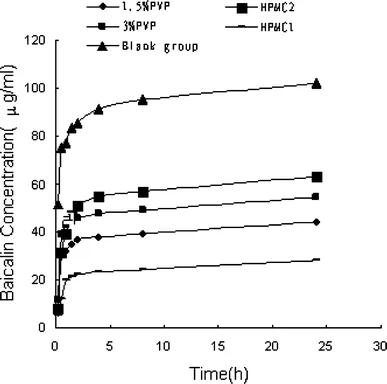 1.5%PVP HPMC2
3%PVP HPMC1
Blank group
120
100
80
60
40
20
0
0 5 10 15 20 25 30
Time(h)
Baicalin Concentration( μg/ml)